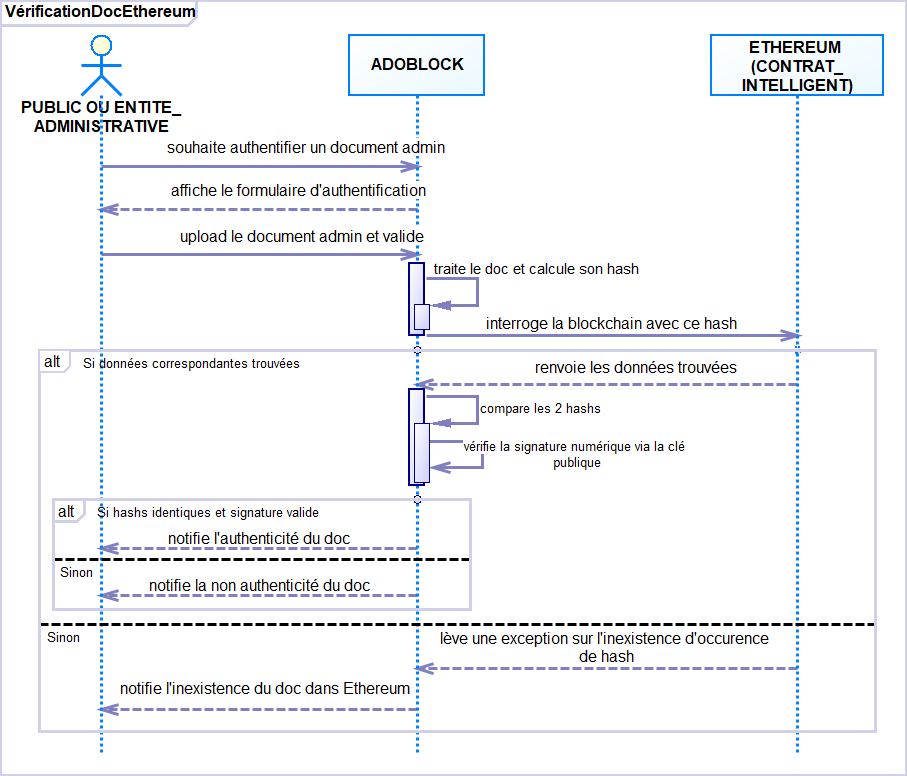 VérificationDocEthereum
PUBLIC OU ENTITE_
ADMINISTRATIVE
ADOBLOCK
ETHEREUM
(CONTRAT_
INTELLIGENT)
souhaite authentifier un document admin
affiche le formulaire d'authentification
upload le document admin et valide
traite le doc et calcule son hash
interroge la blockchain avec ce hash
alt
Si données correspondantes trouvées
renvoie les données trouvées
compare les 2 hashs
vérifie la signature numérique via la clé
publique
alt
Si hashs identiques et signature valide
notifie l'authenticité du doc
Sinon
notifie la non authenticité du doc
Sinon
lève une exception sur l'inexistence d'occurence
de hash
notifie l'inexistence du doc dans Ethereum